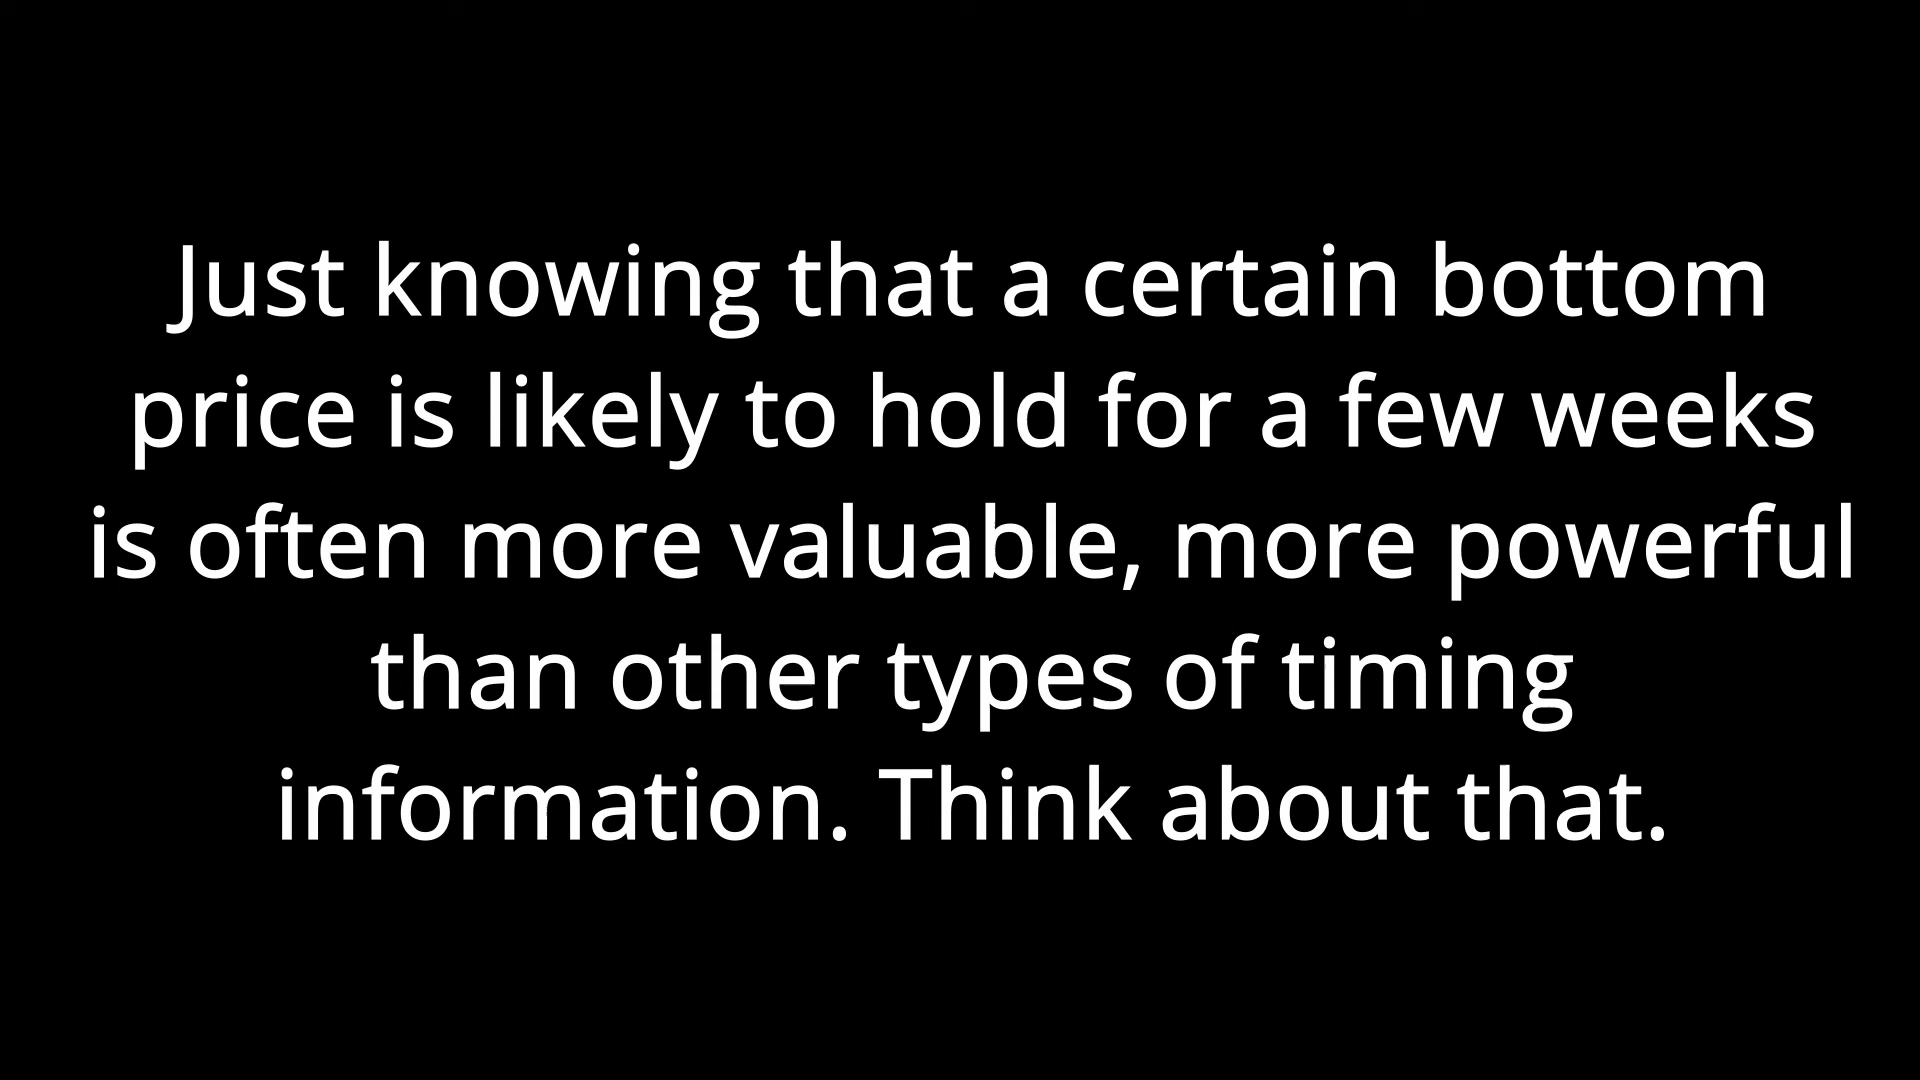 Just knowing that a certain bottom
price is likely to hold for a few weeks
is often more valuable, more powerful
than other types of timing
information. Think about that.